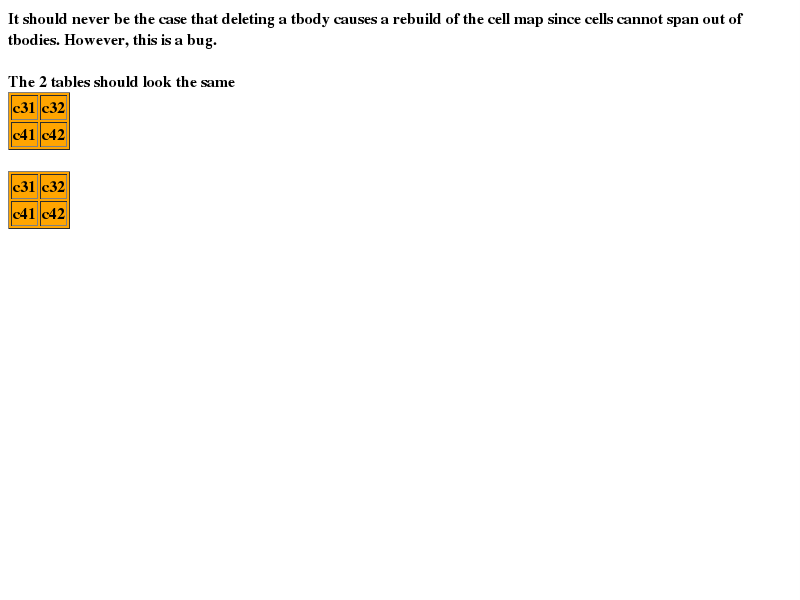 It should never be the case that deleting a tbody causes a rebuild of the cell map since cells cannot span out of
tbodies. However, this is a bug.
The 2 tables should look the same
c31 c32
c41 c42
c31 c32
c41 c42